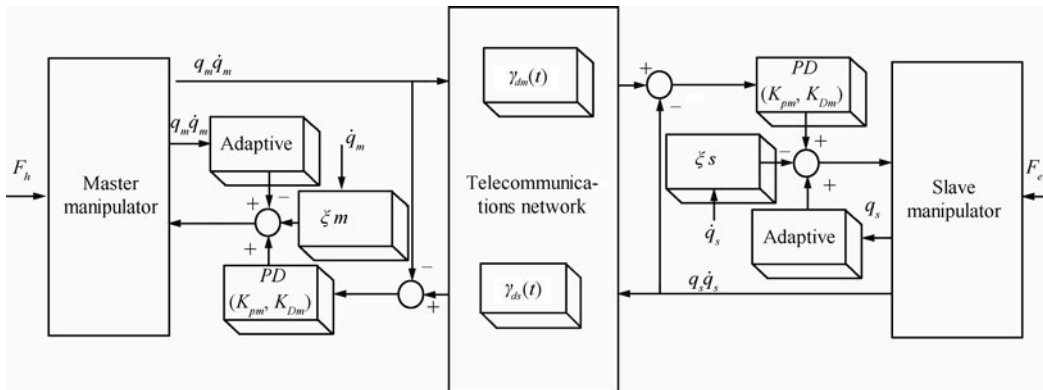 F_h
Master
manipulator
q_m q̇_m
q_m q̇_m
Adaptive
q̇_m
+
−
+
ξ m
PD
(K_pm, K_Dm)
−
+
γ_dm(t)
Telecommunica-
tions network
γ_ds(t)
+
−
PD
(K_pm, K_Dm)
ξ s
−
+
+
q̇_s
Adaptive
q_s
q_s q̇_s
Slave
manipulator
F_e